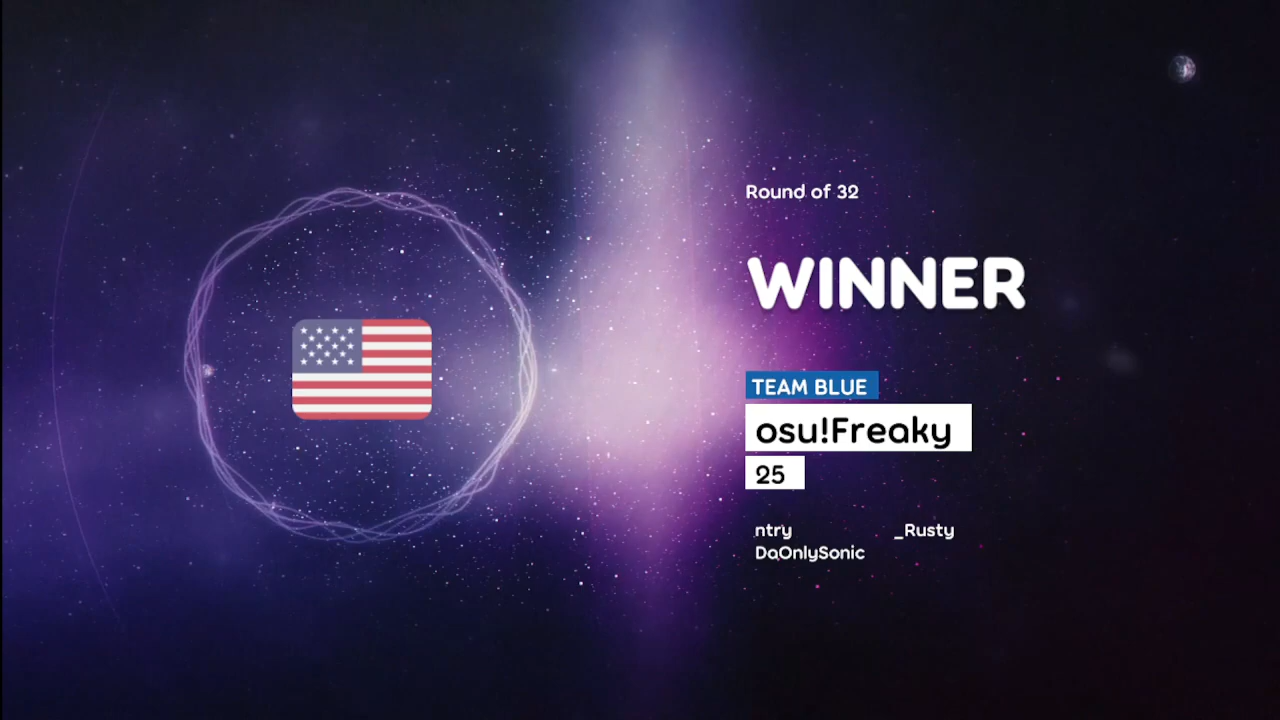 Round of 32
WINNER
TEAM BLUE
osu!Freaky
25
ntry _Rusty
DaOnlySonic